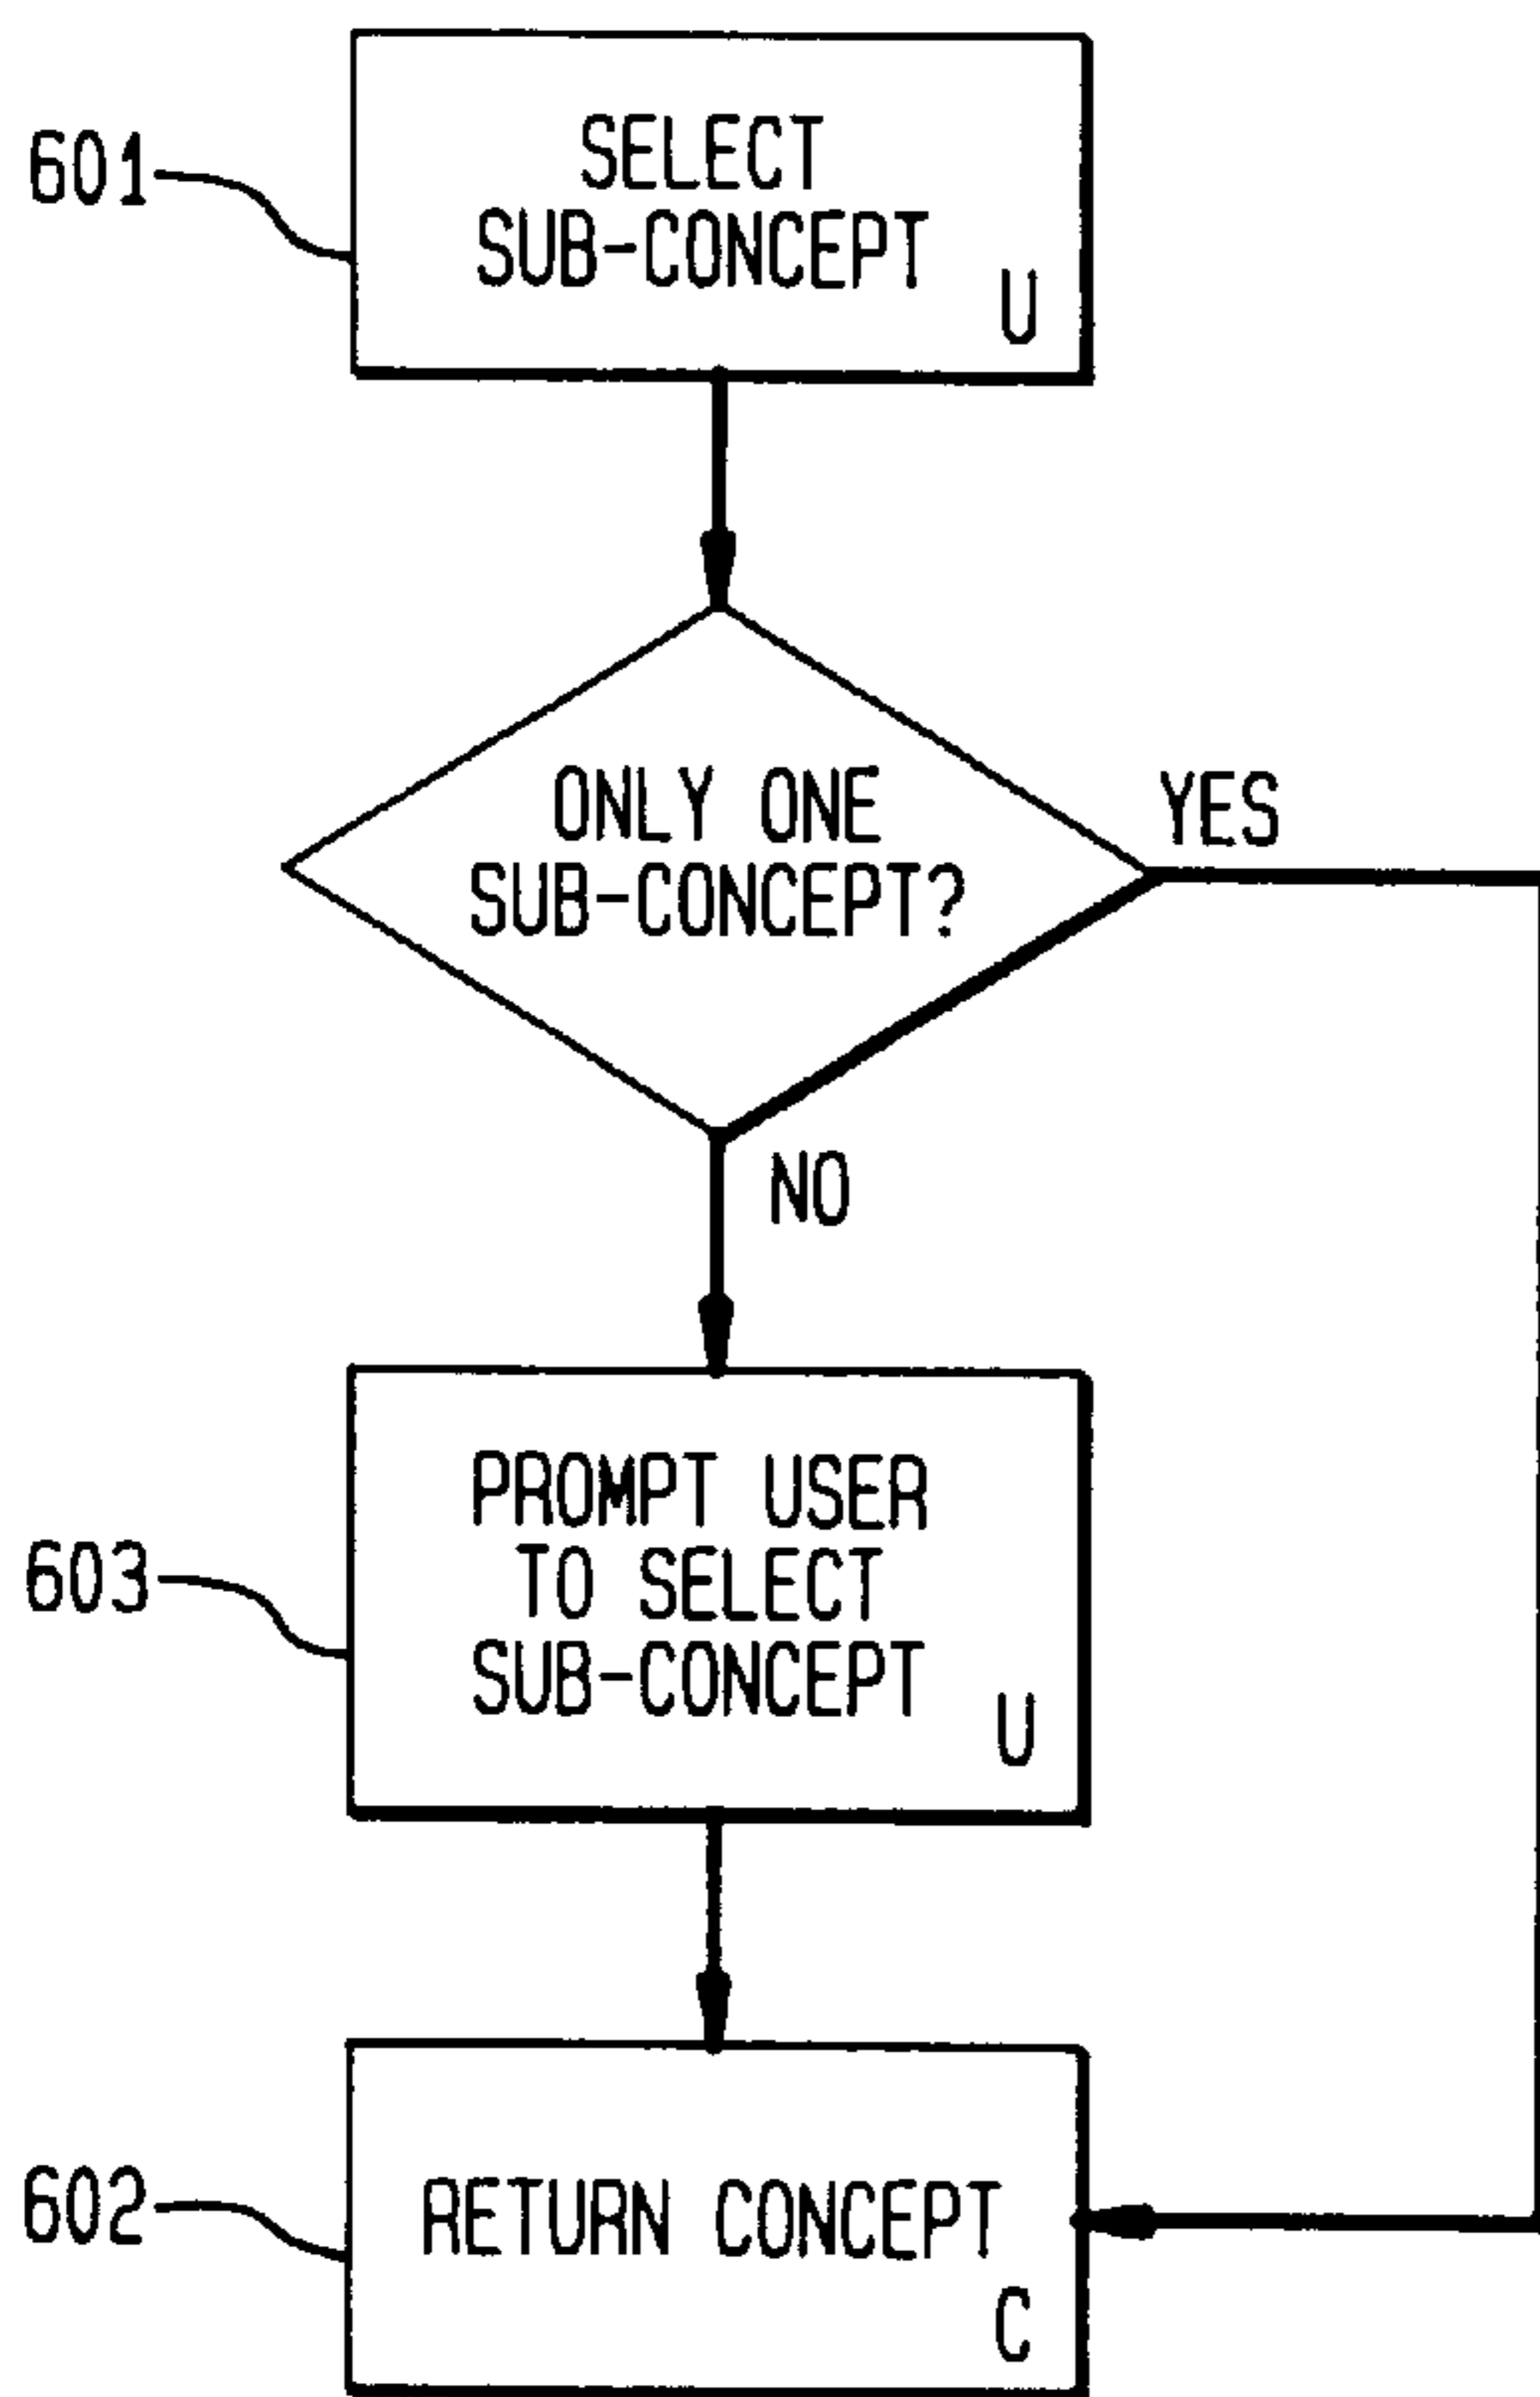 601
SELECT
SUB-CONCEPT
U
ONLY ONE
SUB-CONCEPT?
YES
NO
603
PROMPT USER
TO SELECT
SUB-CONCEPT
U
602
RETURN CONCEPT
C